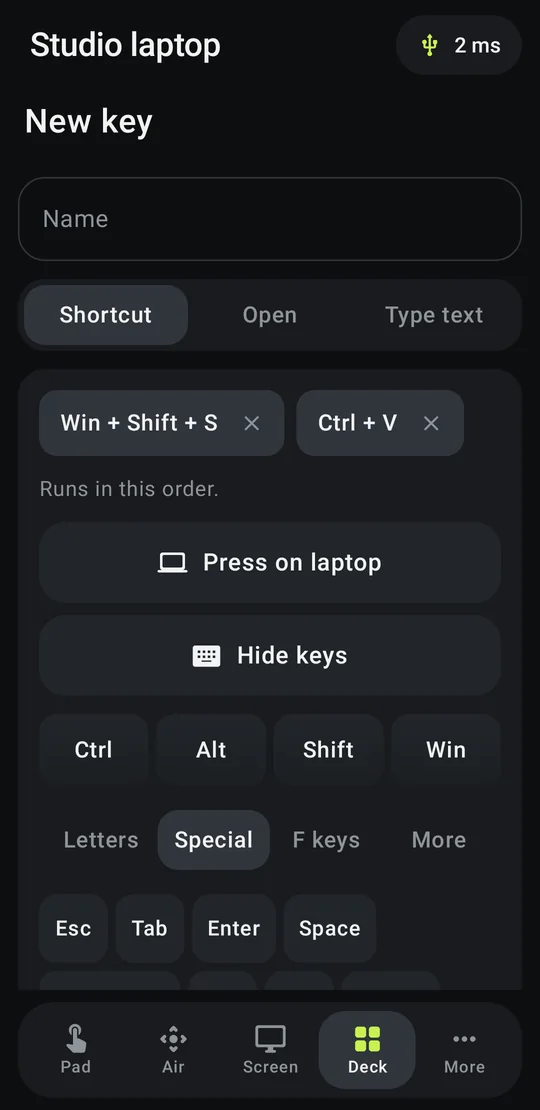 Studio laptop
2 ms
New key
Name
Shortcut Open Type text
Win + Shift + S Ctrl + V
Runs in this order.
Press on laptop
Hide keys
Ctrl Alt Shift Win
Letters Special F keys More
Esc Tab Enter Space
Pad Air Screen Deck More